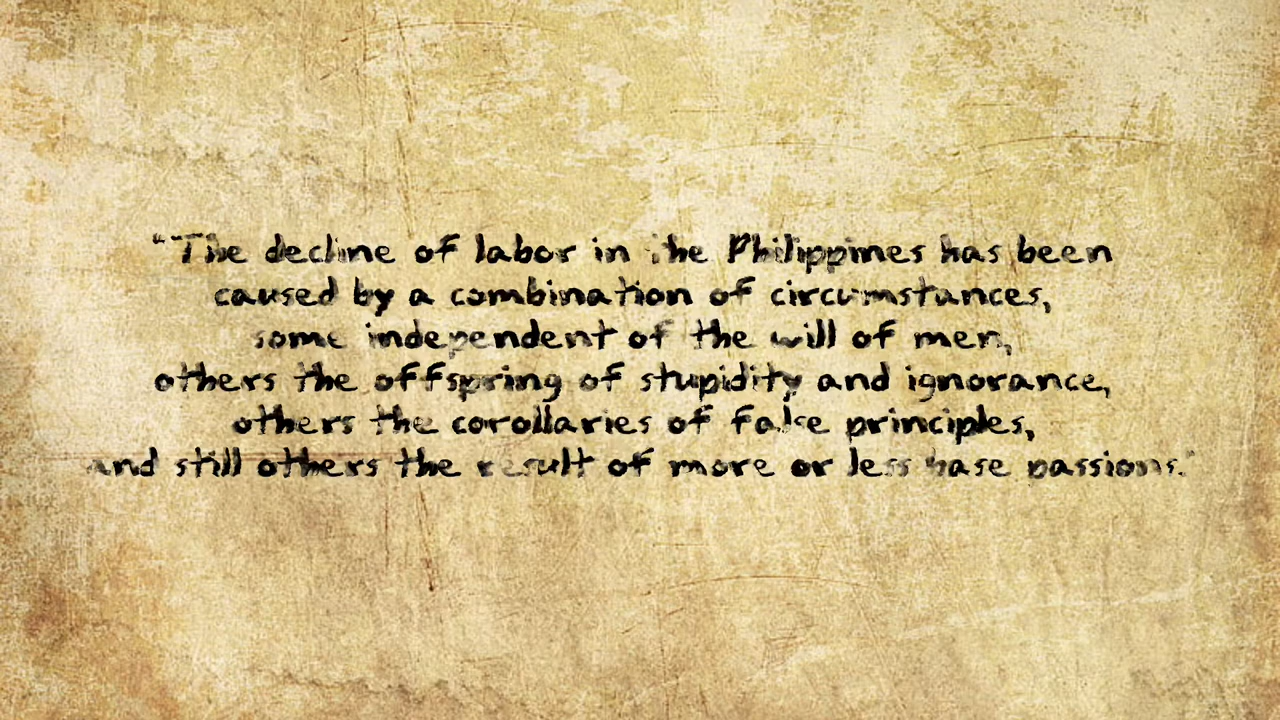 "The decline of labor in the Philippines has been
caused by a combination of circumstances,
some independent of the will of men,
others the offspring of stupidity and ignorance,
others the corollaries of false principles,
and still others the result of more or less base passions."